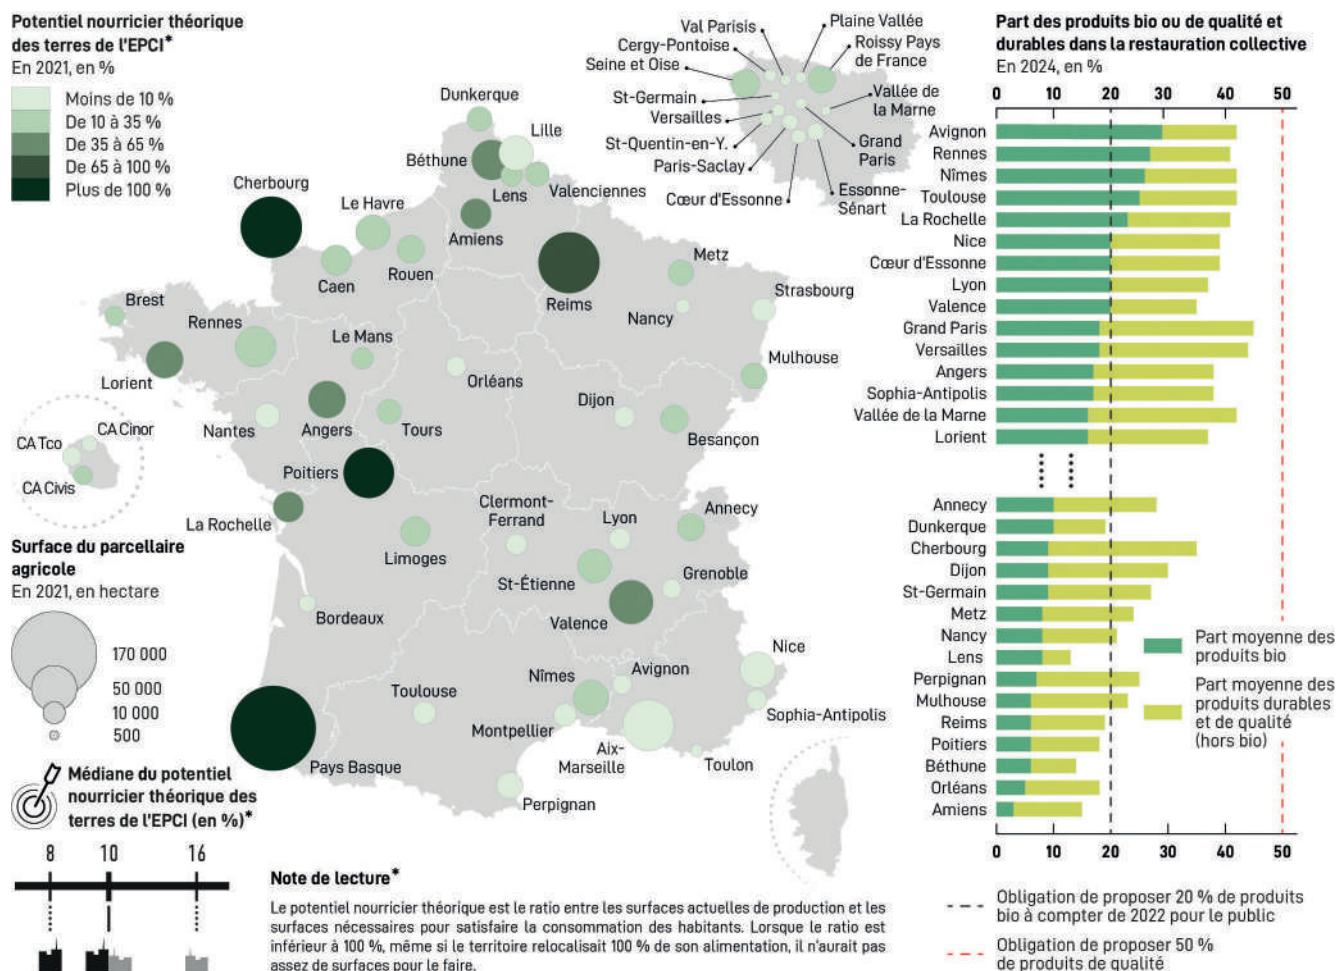 Potentiel nourricier théorique
des terres de l'EPCI*
En 2021, en %
Moins de 10 %
De 10 à 35 %
De 35 à 65 %
De 65 à 100 %
Plus de 100 %
Val Parisis
Plaine Vallée
Cergy-Pontoise
Roissy Pays
de France
Seine et Oise
St-Germain
Vallée de
la Marne
Versailles
St-Quentin-en-Y.
Grand
Paris
Paris-Saclay
Cœur d'Essonne
Essonne-
Sénart
Dunkerque
Lille
Béthune
Lens
Valenciennes
Cherbourg
Le Havre
Amiens
Rouen
Caen
Reims
Metz
Nancy
Strasbourg
Brest
Rennes
Le Mans
Mulhouse
Lorient
Orléans
Nantes
Angers
Tours
Dijon
Besançon
CA Tco
CA Cinor
CA Civis
Poitiers
La Rochelle
Clermont-
Ferrand
Lyon
Annecy
Limoges
St-Étienne
Grenoble
Bordeaux
Valence
Nice
Avignon
Nîmes
Toulouse
Montpellier
Sophia-Antipolis
Aix-
Marseille
Toulon
Pays Basque
Perpignan
Surface du parcellaire
agricole
En 2021, en hectare
170 000
50 000
10 000
500
Médiane du potentiel
nourricier théorique des
terres de l'EPCI (en %)*
8 10 16
Note de lecture*
Le potentiel nourricier théorique est le ratio entre les surfaces actuelles de production et les
surfaces nécessaires pour satisfaire la consommation des habitants. Lorsque le ratio est
inférieur à 100 %, même si le territoire relocalisait 100 % de son alimentation, il n'aurait pas
assez de surfaces pour le faire.
Part des produits bio ou de qualité et
durables dans la restauration collective
En 2024, en %
0 10 20 30 40 50
Avignon
Rennes
Nîmes
Toulouse
La Rochelle
Nice
Cœur d'Essonne
Lyon
Valence
Grand Paris
Versailles
Angers
Sophia-Antipolis
Vallée de la Marne
Lorient
Annecy
Dunkerque
Cherbourg
Dijon
St-Germain
Metz
Nancy
Lens
Perpignan
Mulhouse
Reims
Poitiers
Béthune
Orléans
Amiens
Part moyenne des
produits bio
Part moyenne des
produits durables
et de qualité
(hors bio)
0 10 20 30 40 50
Obligation de proposer 20 % de produits
bio à compter de 2022 pour le public
Obligation de proposer 50 %
de produits de qualité